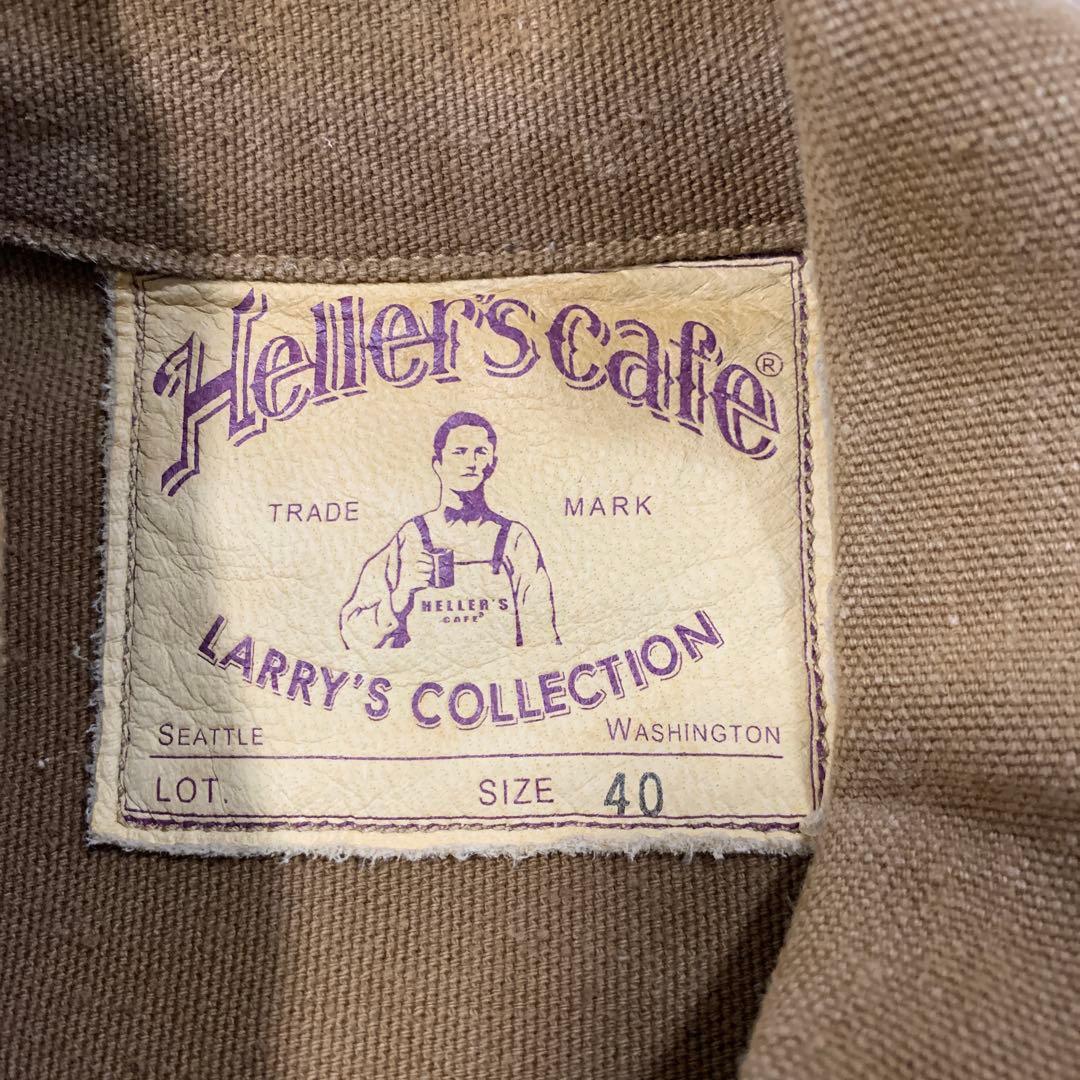 Heller's Cafe®
TRADE MARK
HELLER'S
CAFE
LARRY'S COLLECTION
SEATTLE WASHINGTON
LOT. SIZE 40